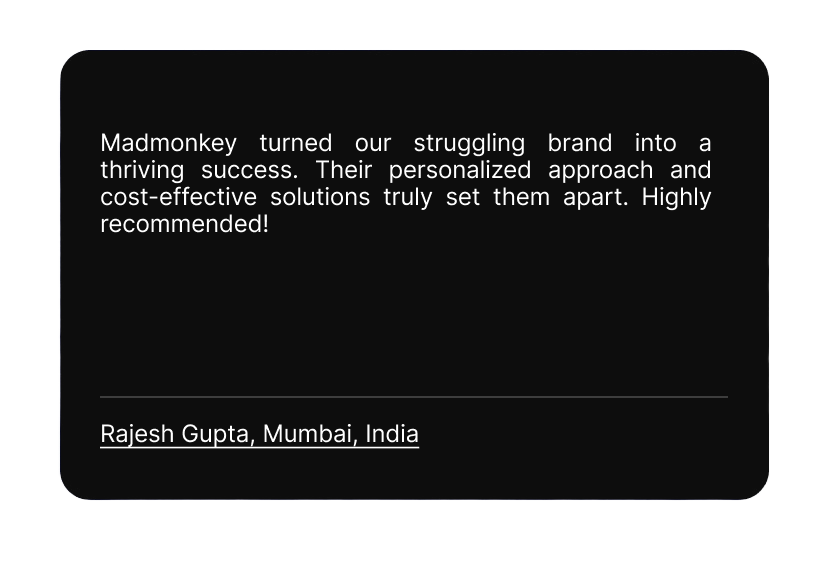 Madmonkey turned our struggling brand into a
thriving success. Their personalized approach and
cost-effective solutions truly set them apart. Highly
recommended!
Rajesh Gupta, Mumbai, India